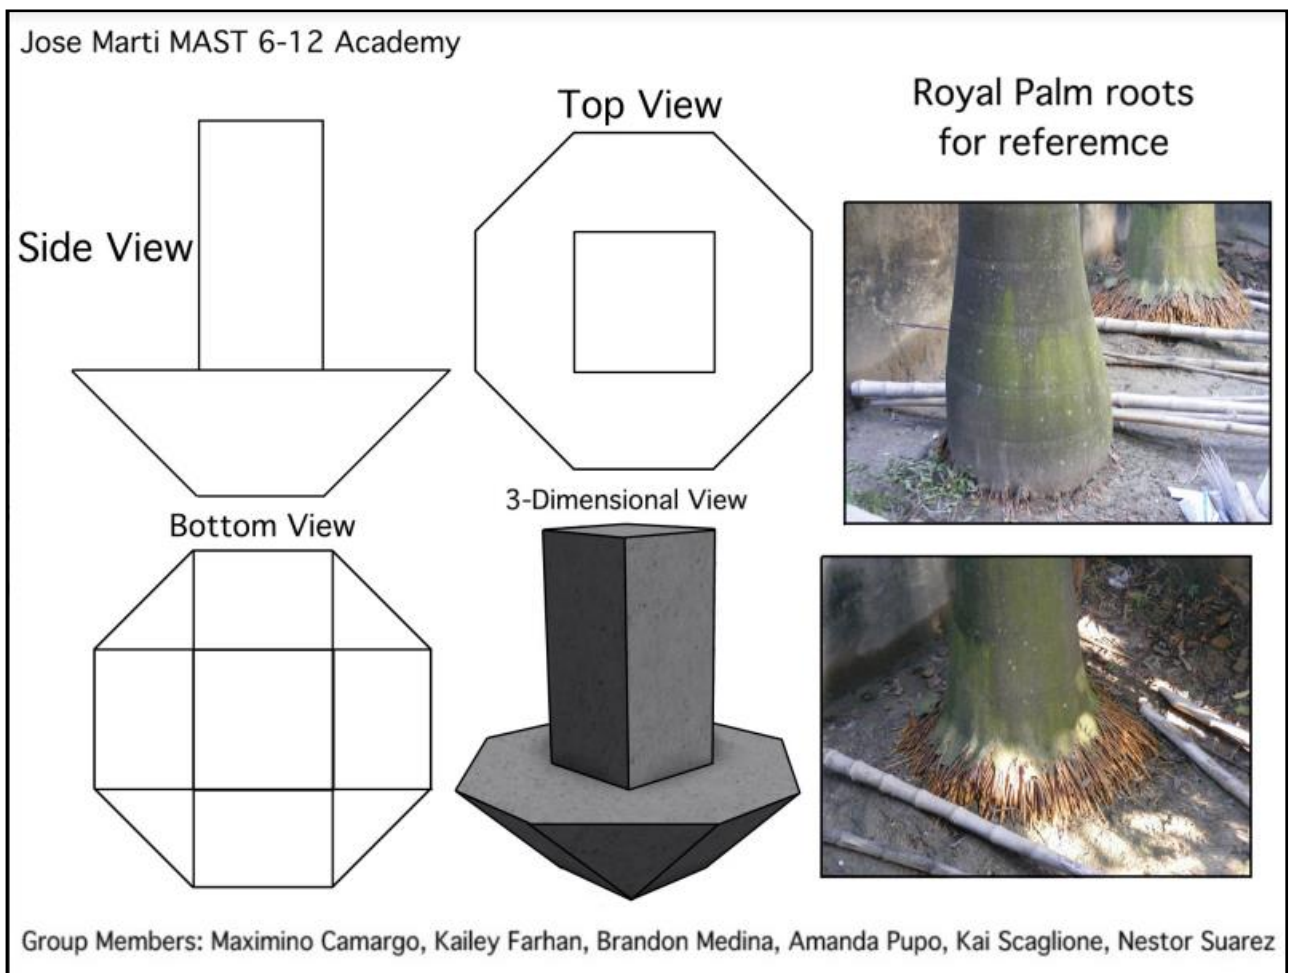 Jose Marti MAST 6-12 Academy
Top View
Royal Palm roots
for referemce
Side View
3-Dimensional View
Bottom View
Group Members: Maximino Camargo, Kailey Farhan, Brandon Medina, Amanda Pupo, Kai Scaglione, Nestor Suarez